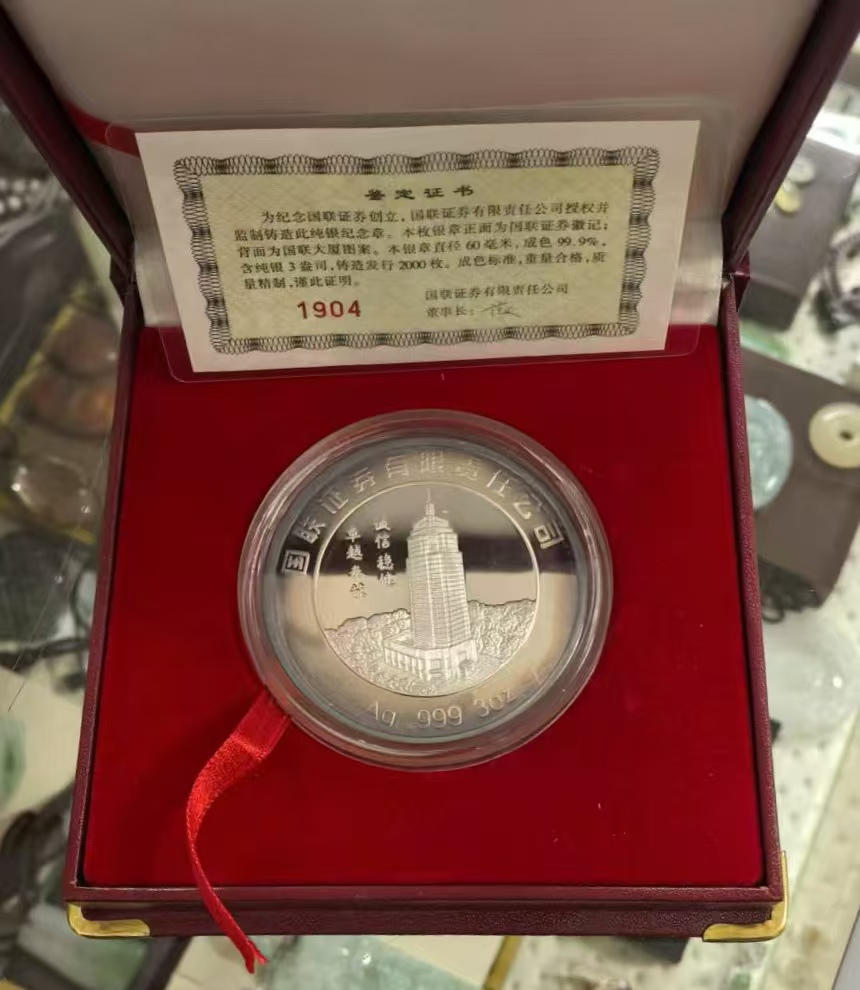 鉴定证书
为纪念国联证券创立，国联证券有限责任公司授权并
监制铸造此纯银纪念章。本枚银章正面为国联证券徽记；
背面为国联大厦图案。本银章直径60毫米，成色99.9%，
含纯银3盎司，铸造发行2000枚。成色标准，重量合格，质
量精制，谨此证明。
国联证券有限责任公司
1904
董事长：
国联证券有限责任公司
诚信稳健
卓越
Ag .999 3oz